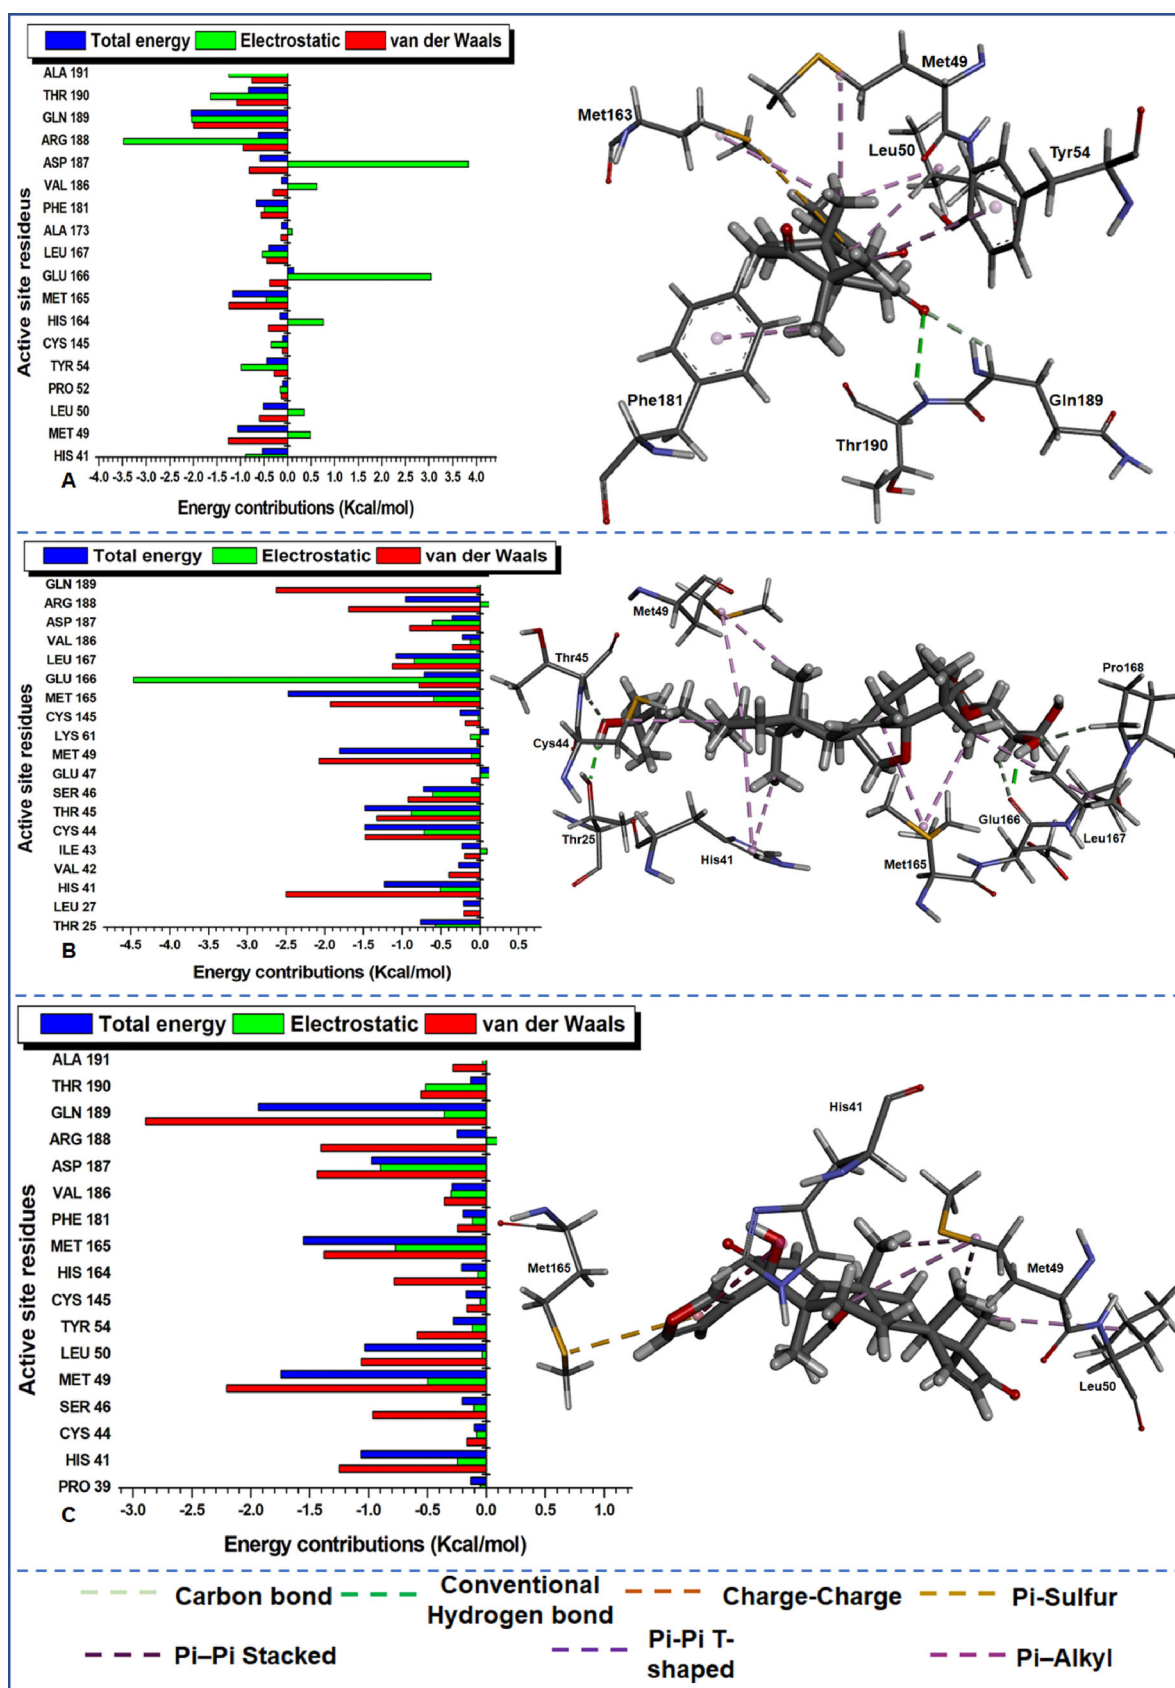 Total energy Electrostatic van der Waals
Active site resideus
ALA 191
THR 190
GLN 189
ARG 188
ASP 187
VAL 186
PHE 181
ALA 173
LEU 167
GLU 166
MET 165
HIS 164
CYS 145
TYR 54
PRO 52
LEU 50
MET 49
HIS 41
-4.0 -3.5 -3.0 -2.5 -2.0 -1.5 -1.0 -0.5 0.0 0.5 1.0 1.5 2.0 2.5 3.0 3.5 4.0
A
Energy contributions (Kcal/mol)
Met49
Met163
Leu50
Tyr54
Phe181
Gln189
Thr190
Total energy Electrostatic van der Waals
Active site residues
GLN 189
ARG 188
ASP 187
VAL 186
LEU 167
GLU 166
MET 165
CYS 145
LYS 61
MET 49
GLU 47
SER 46
THR 45
CYS 44
ILE 43
VAL 42
HIS 41
LEU 27
THR 25
-4.5 -4.0 -3.5 -3.0 -2.5 -2.0 -1.5 -1.0 -0.5 0.0 0.5
B
Energy contributions (Kcal/mol)
Met49
Thr45
Pro168
Cys44
Thr25
His41
Met165
Glu166
Leu167
Total energy Electrostatic van der Waals
Active site residues
ALA 191
THR 190
GLN 189
ARG 188
ASP 187
VAL 186
PHE 181
MET 165
HIS 164
CYS 145
TYR 54
LEU 50
MET 49
SER 46
CYS 44
HIS 41
PRO 39
-3.0 -2.5 -2.0 -1.5 -1.0 -0.5 0.0 0.5 1.0
C
Energy contributions (Kcal/mol)
His41
Met165
Met49
Leu50
Carbon bond
Conventional
Hydrogen bond
Charge-Charge
Pi-Sulfur
Pi–Pi Stacked
Pi-Pi T-
shaped
Pi–Alkyl